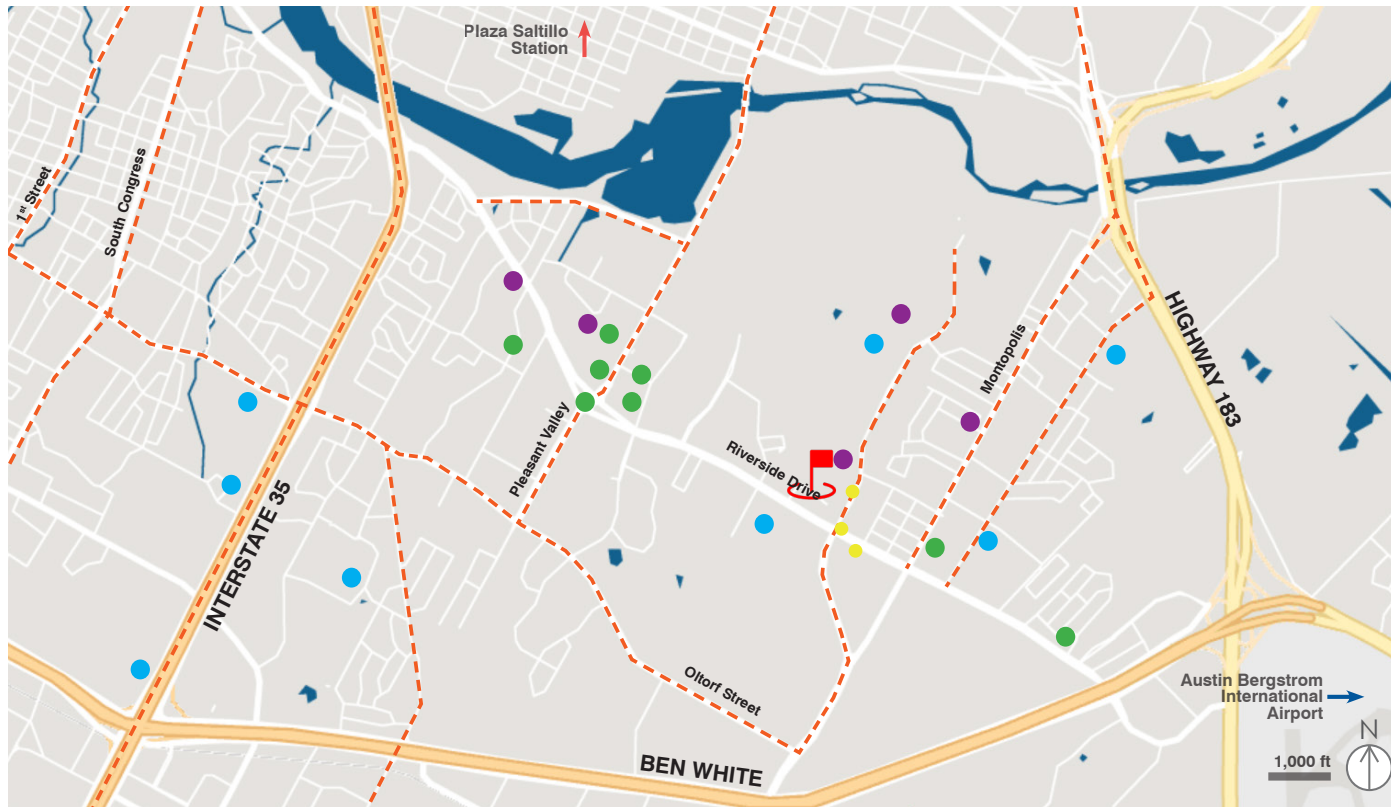 Plaza Saltillo
Station
1st Street
South Congress
HIGHWAY 183
Montopolis
Pleasant Valley
Riverside Drive
INTERSTATE 35
Oltorf Street
Austin Bergstrom
International
Airport
N
BEN WHITE
1,000 ft